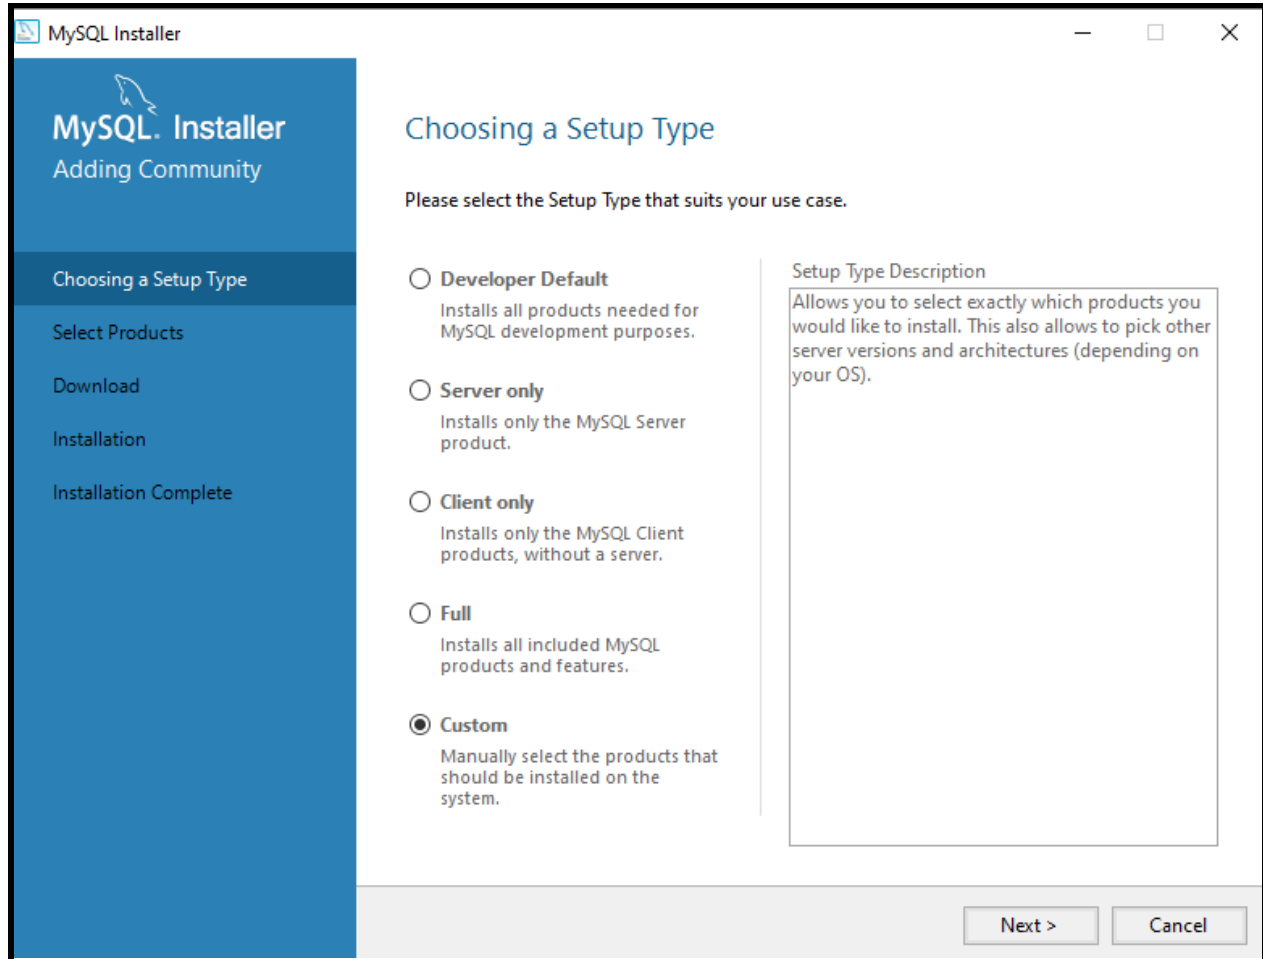 MySQL Installer
MySQL. Installer
Adding Community
Choosing a Setup Type
Select Products
Download
Installation
Installation Complete
Choosing a Setup Type
Please select the Setup Type that suits your use case.
Developer Default
Installs all products needed for
MySQL development purposes.
Server only
Installs only the MySQL Server
product.
Client only
Installs only the MySQL Client
products, without a server.
Full
Installs all included MySQL
products and features.
Custom
Manually select the products that
should be installed on the
system.
Setup Type Description
Allows you to select exactly which products you
would like to install. This also allows to pick other
server versions and architectures (depending on
your OS).
Next >
Cancel